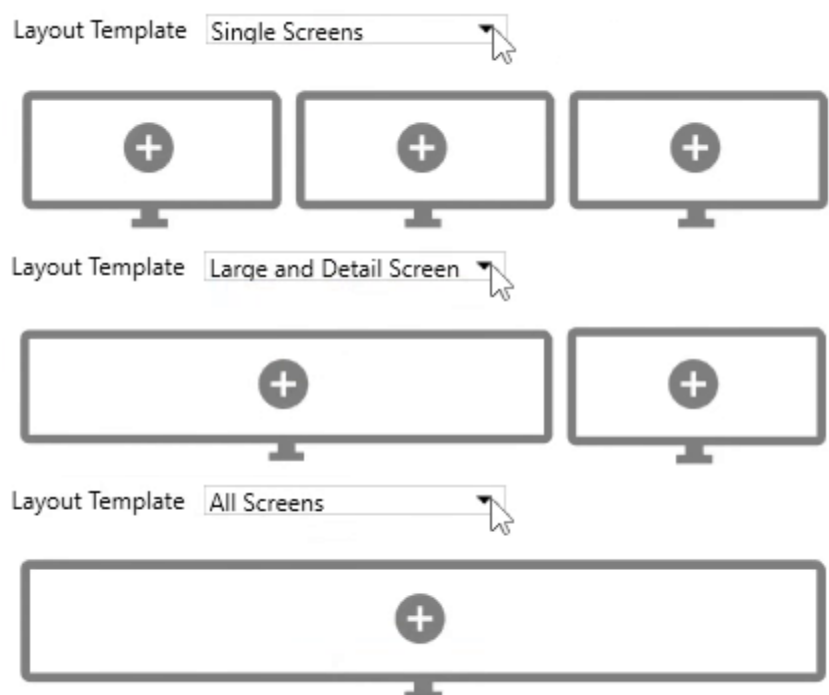 Layout Template Single Screens
Layout Template Large and Detail Screen
Layout Template All Screens